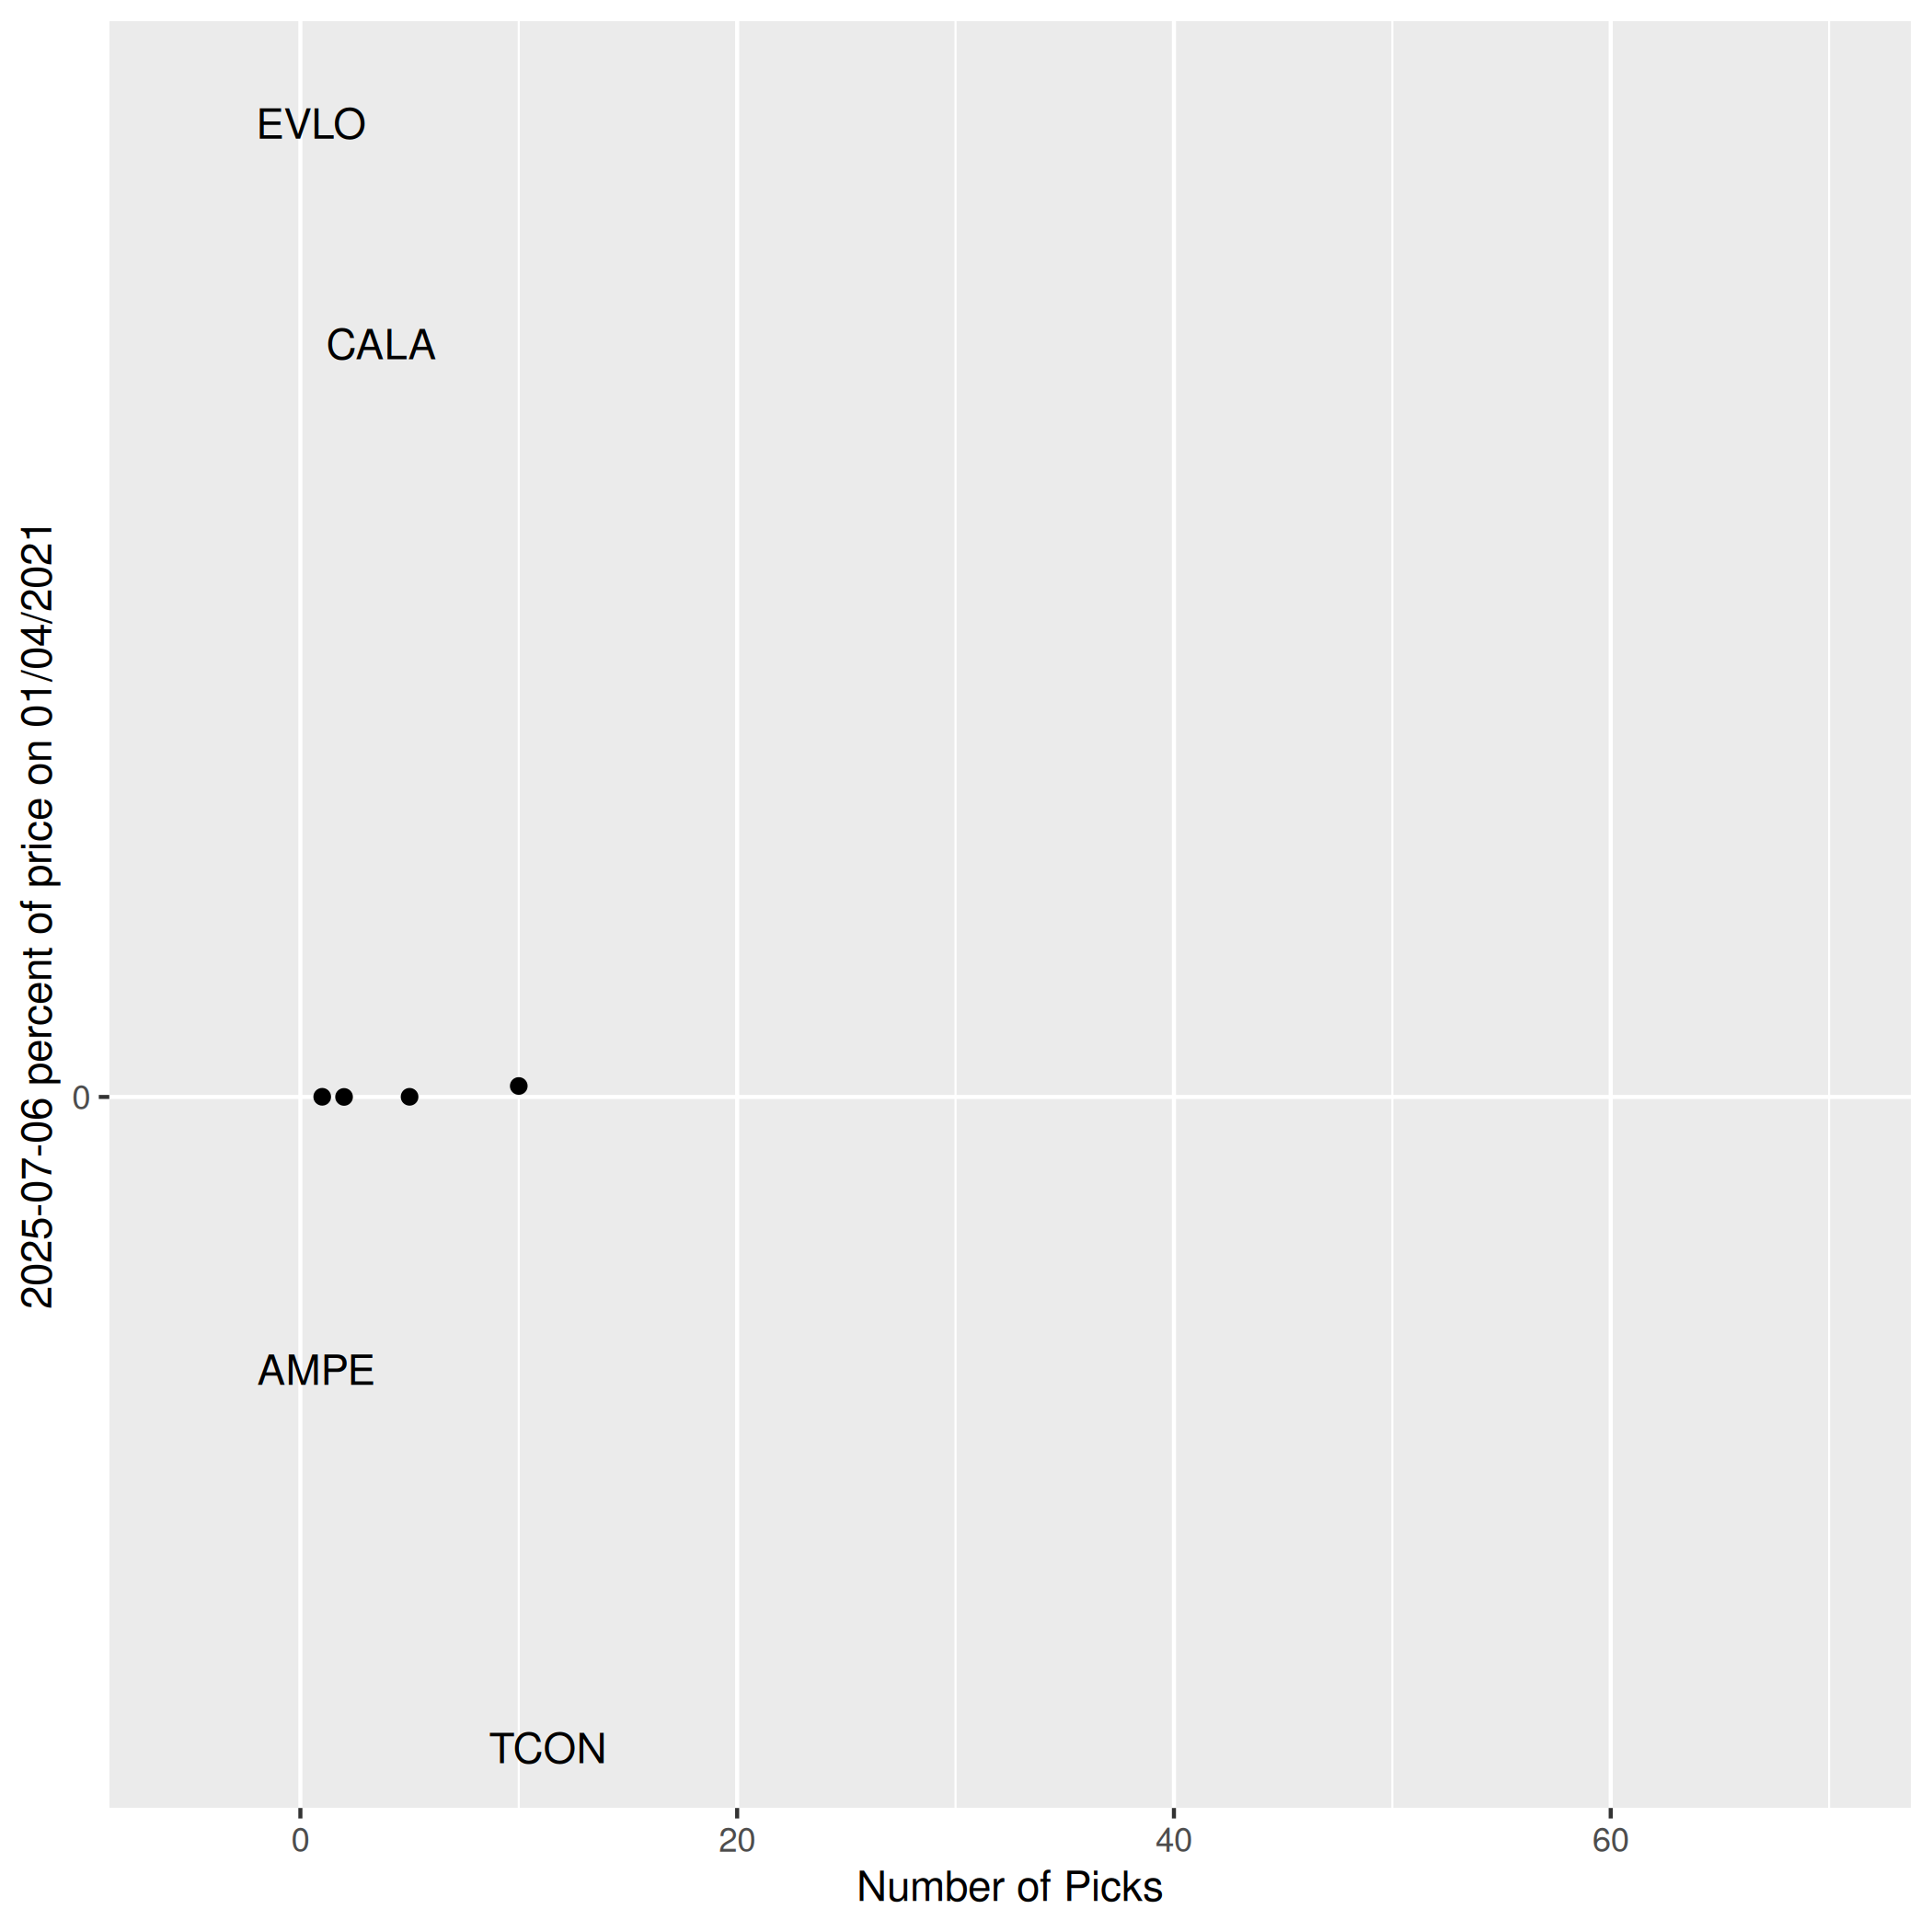 EVLO
CALA
2025-07-06 percent of price on 01/04/2021
0
AMPE
TCON
0 20 40 60
Number of Picks